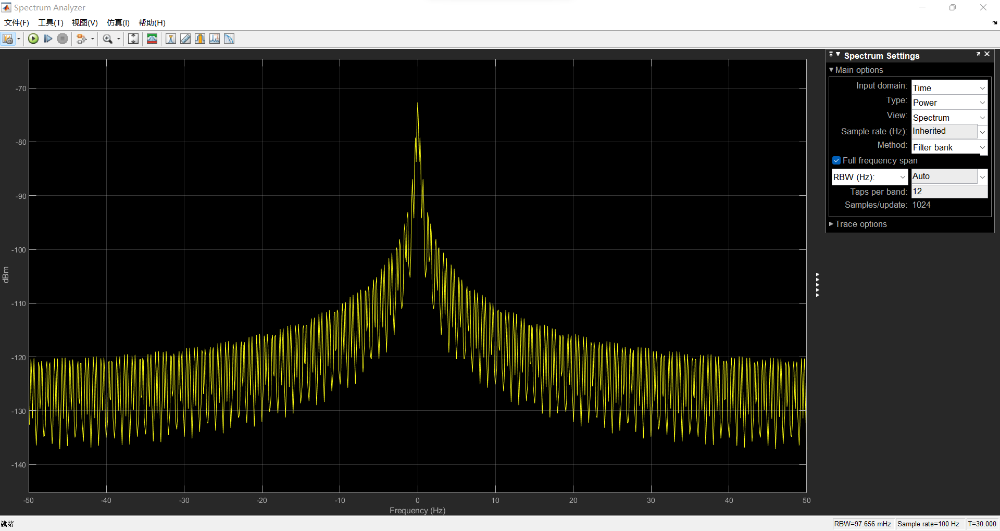 Spectrum Analyzer
文件(F) 工具(T) 视图(V) 仿真(I) 帮助(H)
Spectrum Settings
Main options
Input domain: Time
Type: Power
View: Spectrum
Sample rate (Hz): Inherited
Method: Filter bank
Full frequency span
RBW (Hz): Auto
Taps per band: 12
Samples/update: 1024
Trace options
-70
-80
-90
-100
-110
-120
-130
-140
dBm
-50 -40 -30 -20 -10 0 10 20 30 40 50
Frequency (Hz)
就绪
RBW=97.656 mHz Sample rate=100 Hz T=30.000